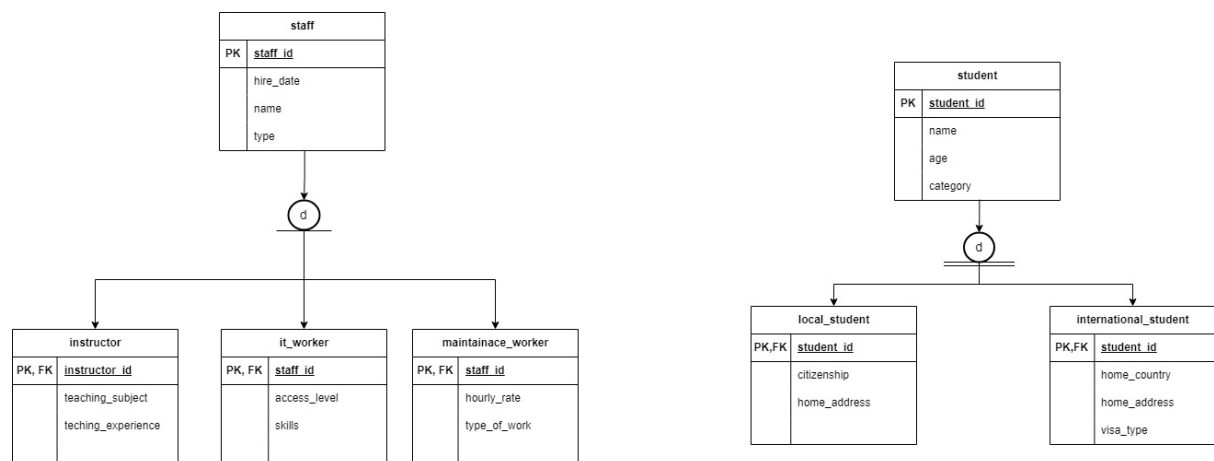 staff
PK staff_id
hire_date
name
type
d
instructor
PK, FK instructor_id
teaching_subject
teching_experience
it_worker
PK, FK staff_id
access_level
skills
maintainace_worker
PK, FK staff_id
hourly_rate
type_of_work
student
PK student_id
name
age
category
d
local_student
PK,FK student_id
citizenship
home_address
international_student
PK,FK student_id
home_country
home_address
visa_type